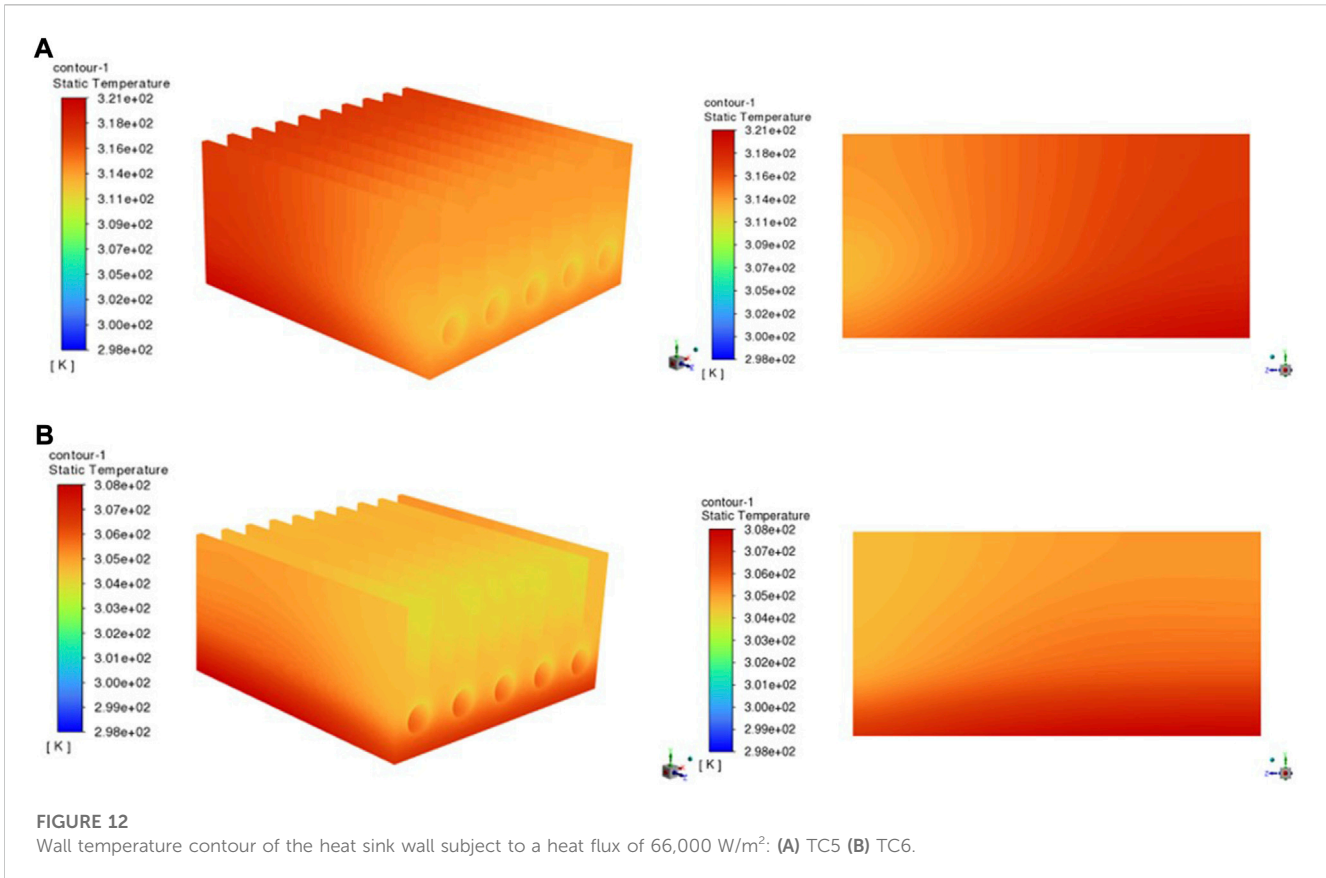 A
contour-1
Static Temperature
3.21e+02
3.18e+02
3.16e+02
3.14e+02
3.11e+02
3.09e+02
3.07e+02
3.05e+02
3.02e+02
3.00e+02
2.98e+02
[ K ]
contour-1
Static Temperature
3.21e+02
3.18e+02
3.16e+02
3.14e+02
3.11e+02
3.09e+02
3.07e+02
3.05e+02
3.02e+02
3.00e+02
2.98e+02
[ K ]
B
contour-1
Static Temperature
3.08e+02
3.07e+02
3.06e+02
3.05e+02
3.04e+02
3.03e+02
3.02e+02
3.01e+02
3.00e+02
2.99e+02
2.98e+02
[ K ]
contour-1
Static Temperature
3.08e+02
3.07e+02
3.06e+02
3.05e+02
3.04e+02
3.03e+02
3.02e+02
3.01e+02
3.00e+02
2.99e+02
2.98e+02
[ K ]
FIGURE 12
Wall temperature contour of the heat sink wall subject to a heat flux of 66,000 W/m²: (A) TC5 (B) TC6.